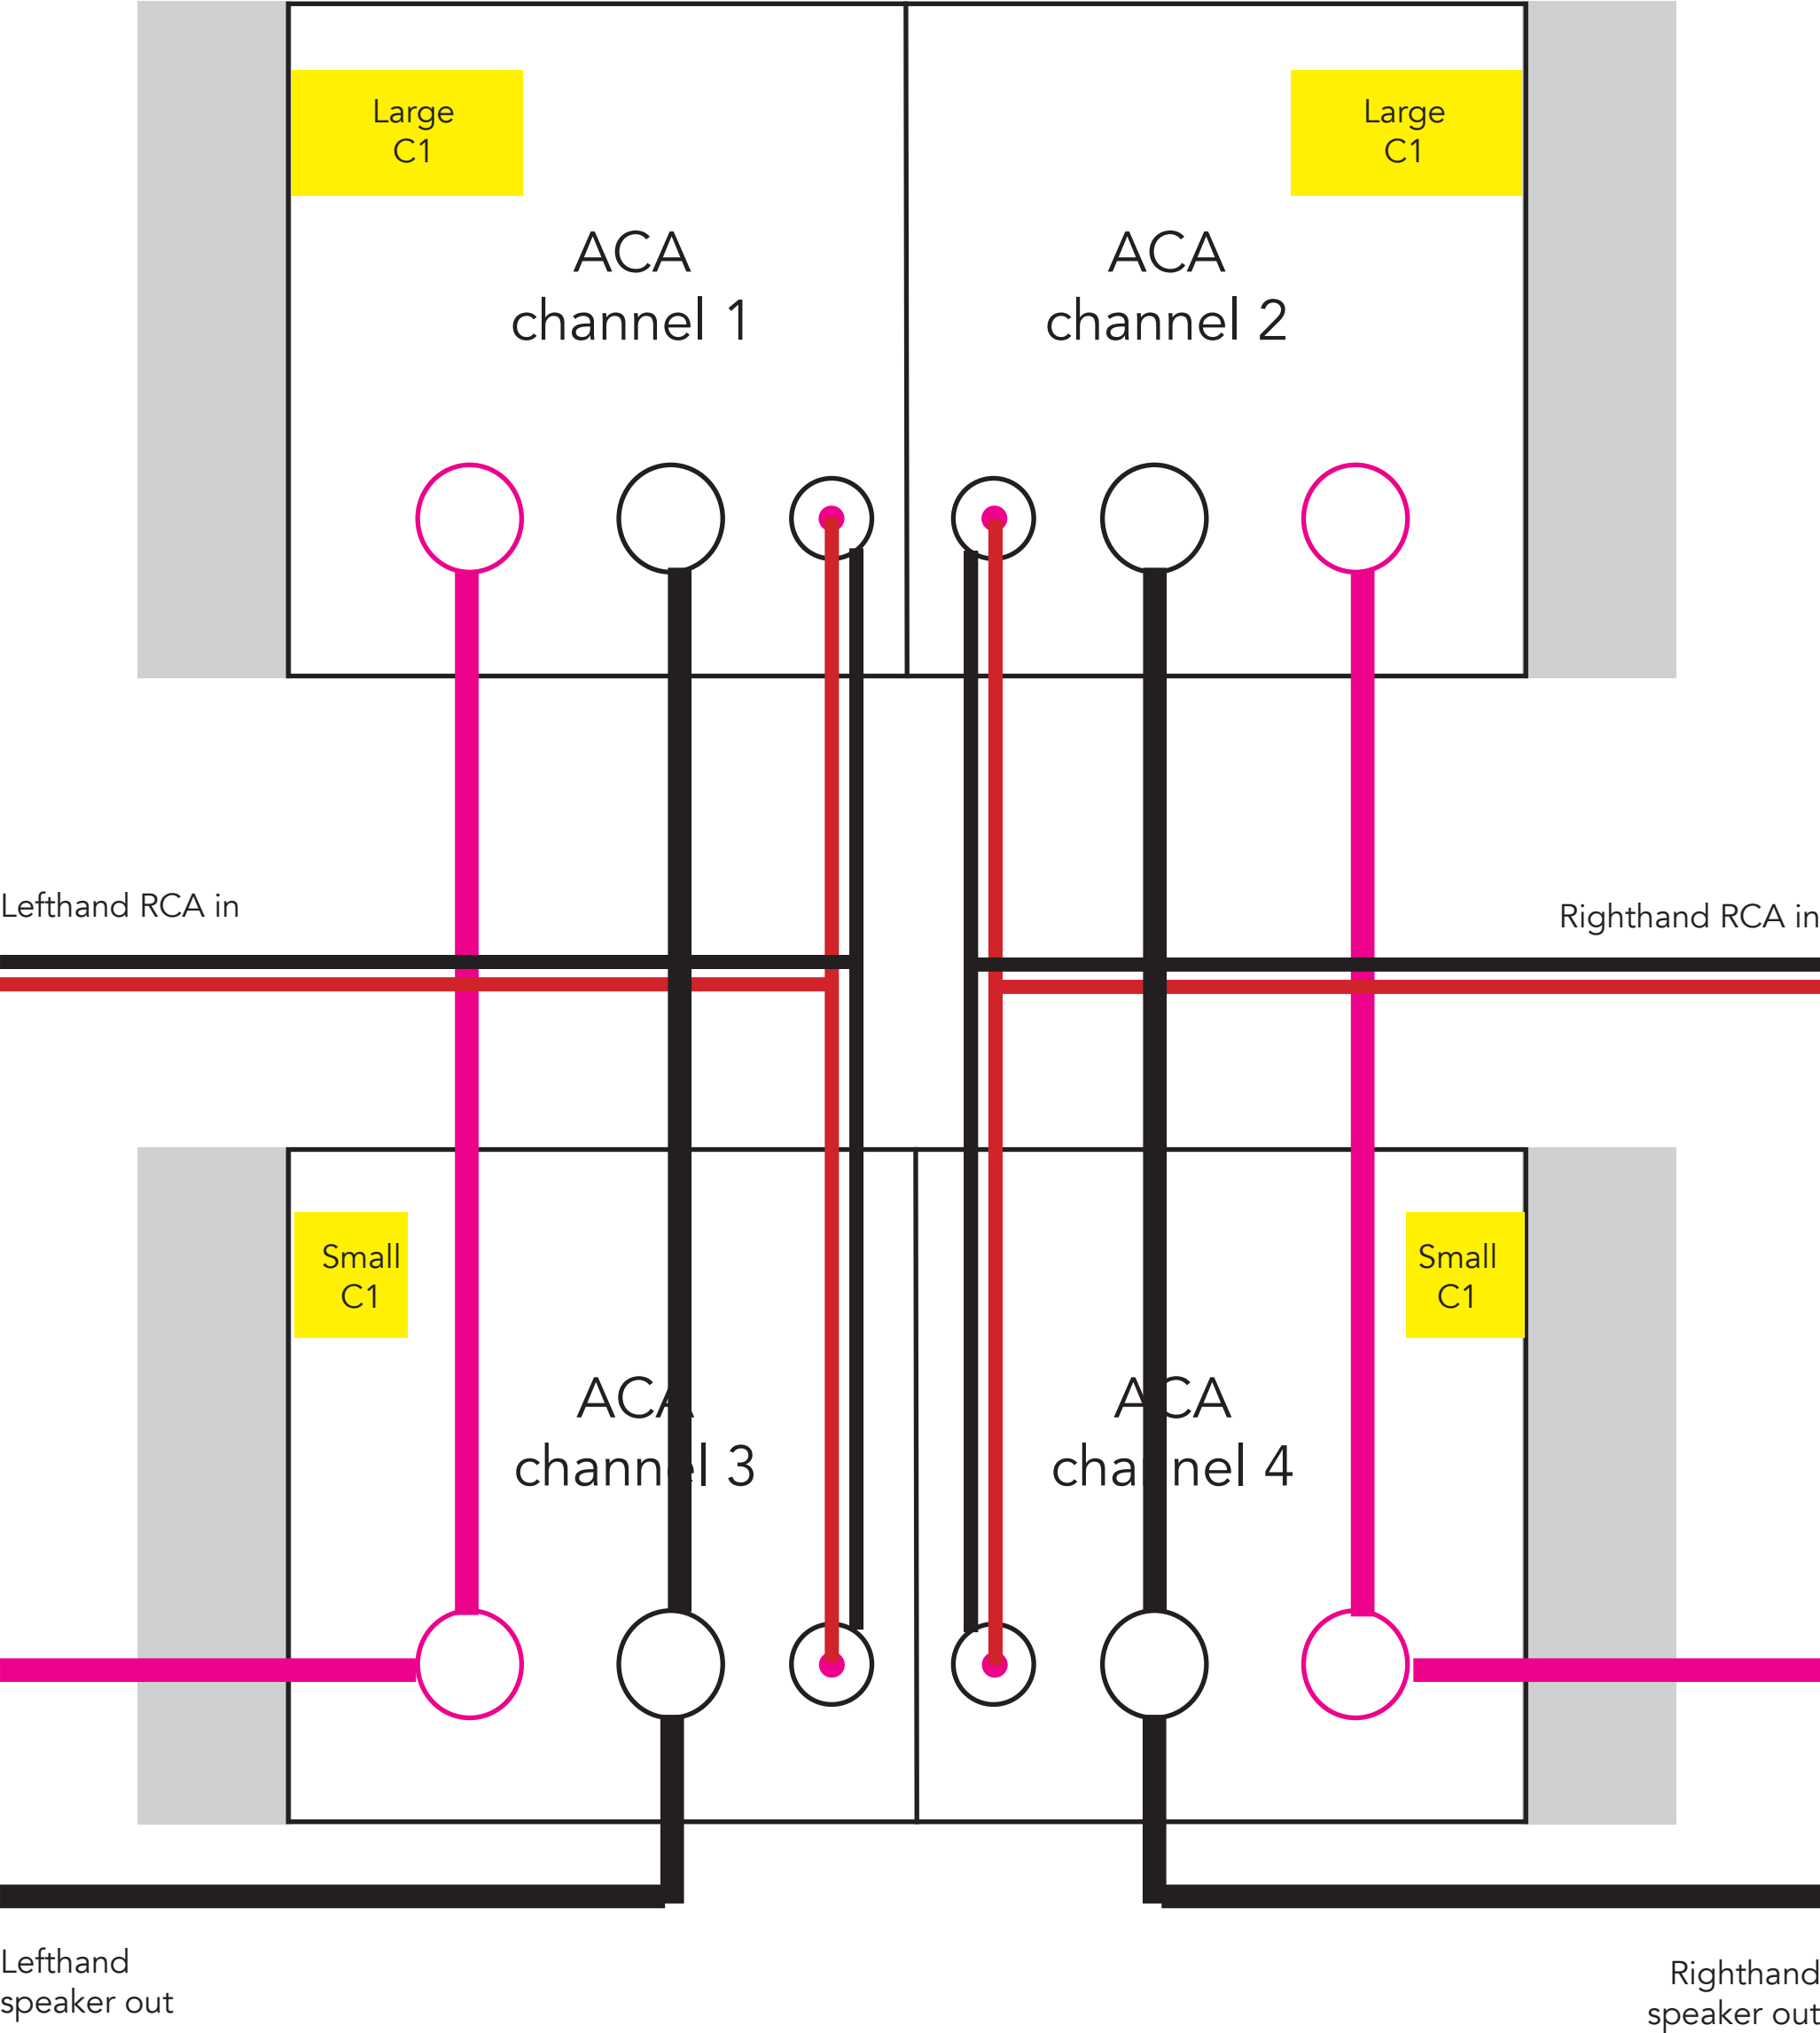 Large
C1
Large
C1
ACA
channel 1
ACA
channel 2
Lefthand RCA in
Righthand RCA in
Small
C1
Small
C1
ACA
channel 3
ACA
channel 4
Lefthand
speaker out
Righthand
speaker out